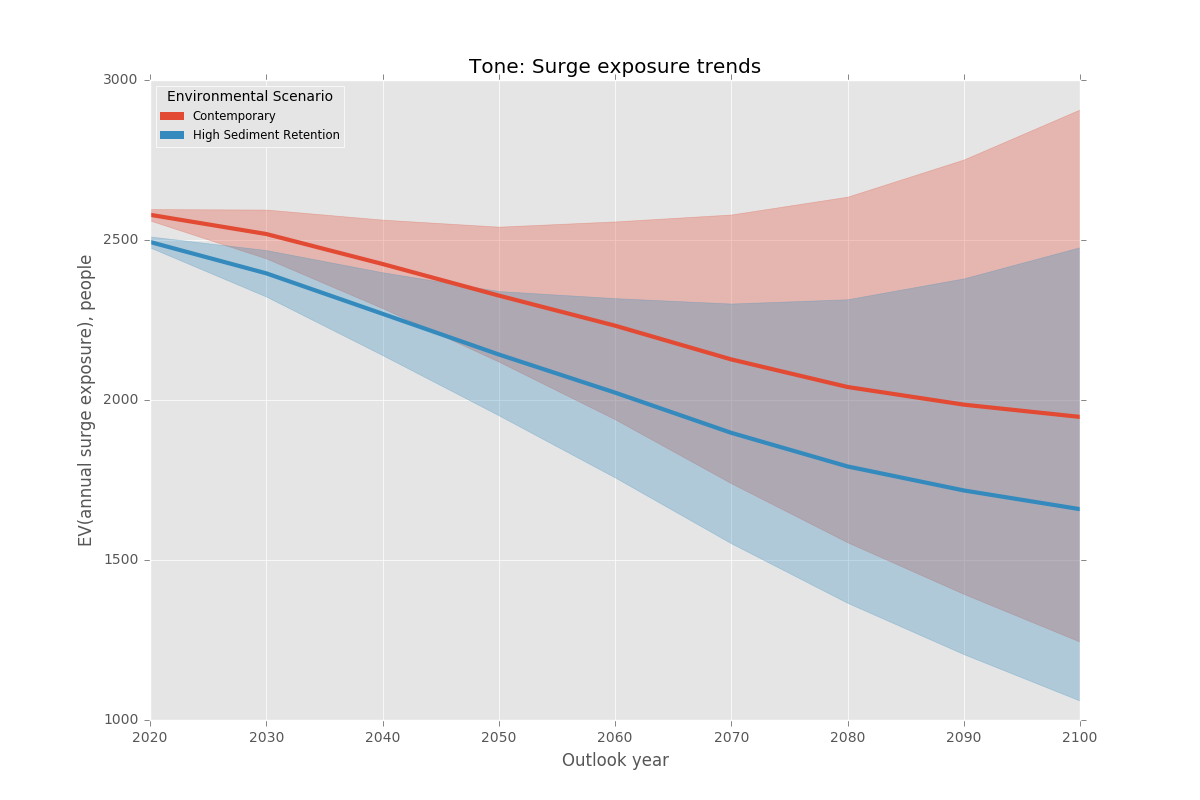 Tone: Surge exposure trends
3000
2500
2000
1500
1000
EV(annual surge exposure), people
Environmental Scenario
Contemporary
High Sediment Retention
2020 2030 2040 2050 2060 2070 2080 2090 2100
Outlook year